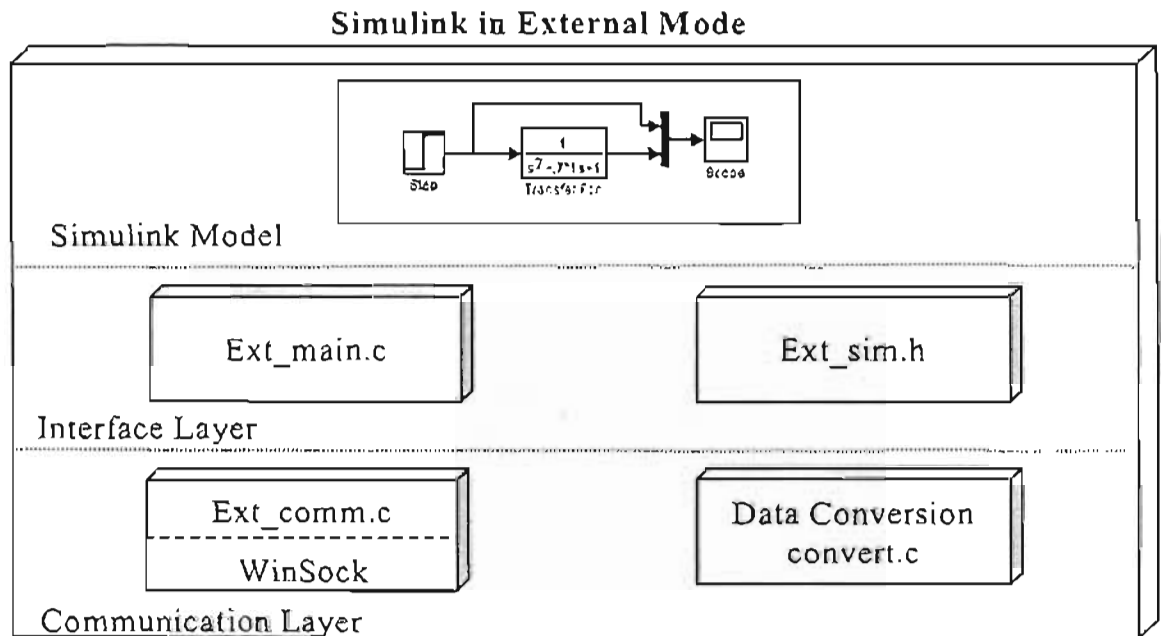 Simulink in External Mode
1
Step
Transfer Fcn
Scope
Simulink Model
Ext_main.c
Ext_sim.h
Interface Layer
Ext_comm.c
WinSock
Data Conversion
convert.c
Communication Layer